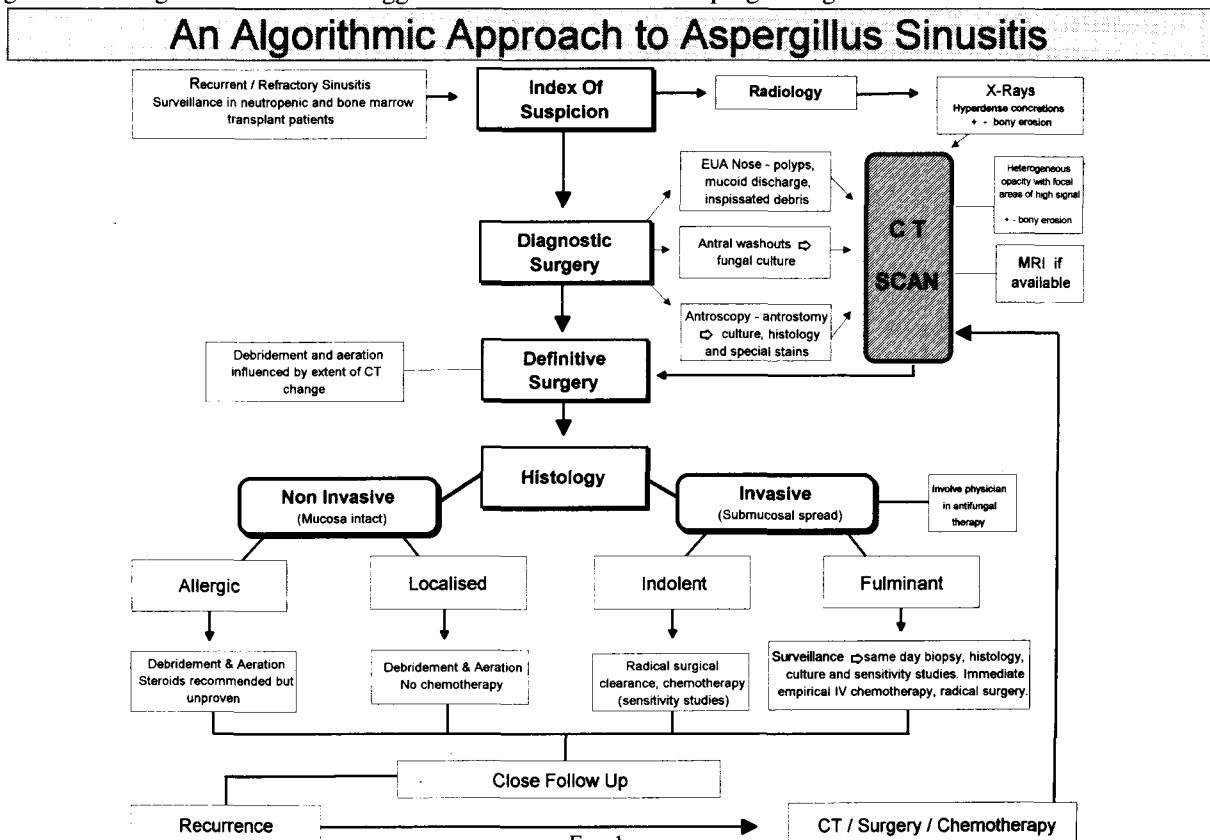 An Algorithmic Approach to Aspergillus Sinusitis
Recurrent / Refractory Sinusitis
Surveillance in neutropenic and bone marrow
transplant patients
Index Of
Suspicion
Radiology
X-Rays
Hyperdense concretions
+ - bony erosion
EUA Nose - polyps,
mucoid discharge,
inspissated debris
Heterogeneous
opacity with focal
areas of high signal
+ - bony erosion
CT
SCAN
Diagnostic
Surgery
Antral washouts ⇨
fungal culture
MRI if
available
Antroscopy - antrostomy
⇨ culture, histology
and special stains
Debridement and aeration
influenced by extent of CT
change
Definitive
Surgery
Histology
Non Invasive
(Mucosa intact)
Invasive
(Submucosal spread)
Involve physician
in antifungal
therapy
Allergic
Localised
Indolent
Fulminant
Debridement & Aeration
Steroids recommended but
unproven
Debridement & Aeration
No chemotherapy
Radical surgical
clearance, chemotherapy
(sensitivity studies)
Surveillance ⇨same day biopsy, histology,
culture and sensitivity studies. Immediate
empirical IV chemotherapy, radical surgery.
Close Follow Up
Recurrence
CT / Surgery / Chemotherapy